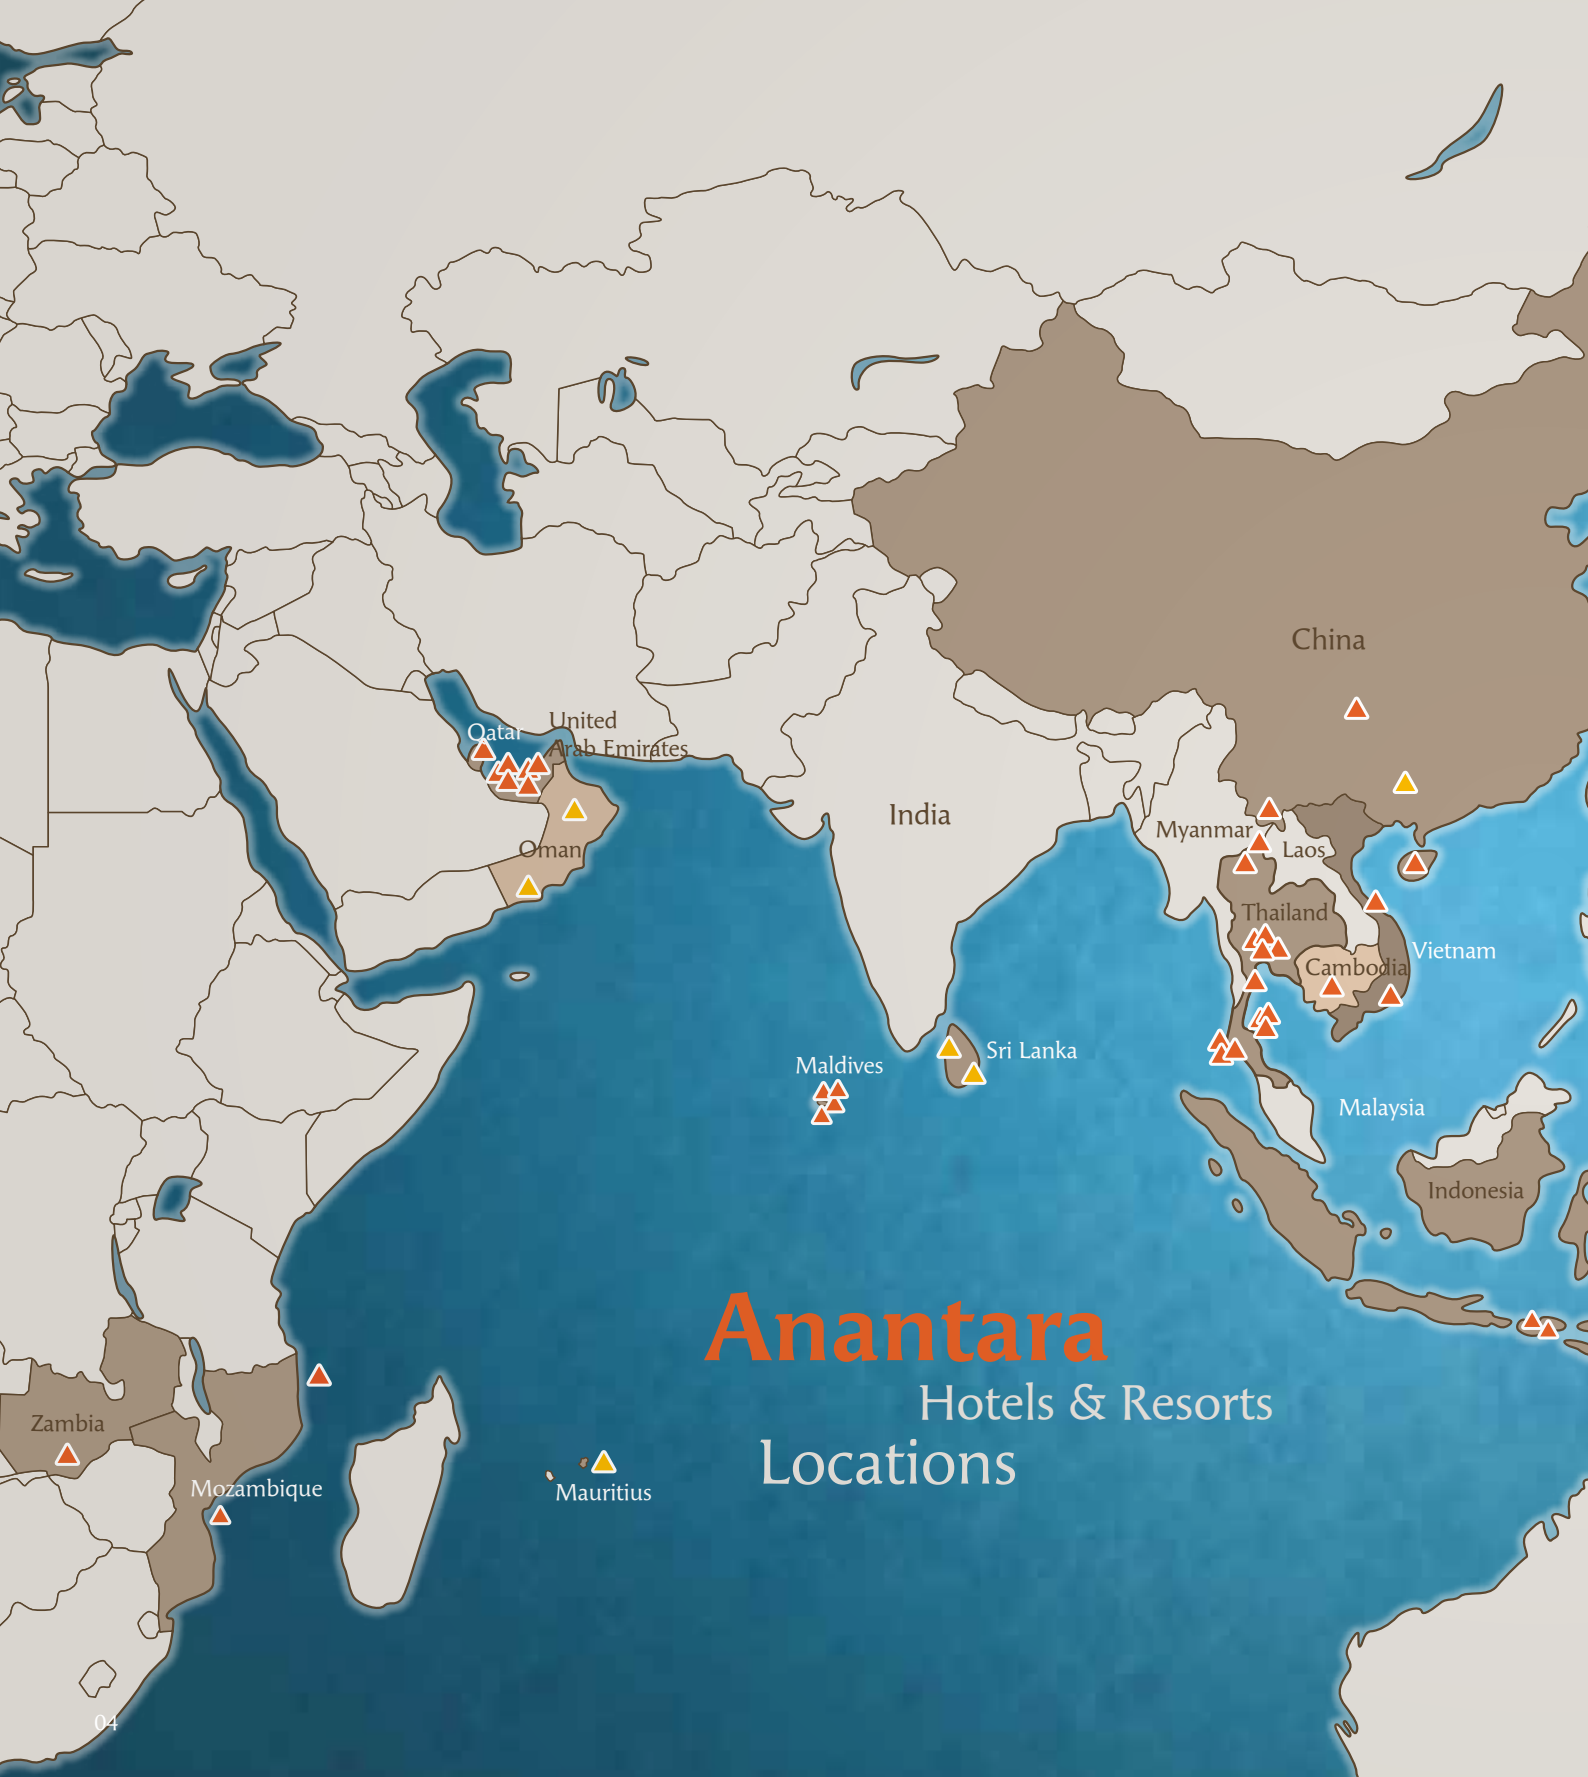 China
Qatar
United
Arab Emirates
India
Myanmar
Laos
Oman
Thailand
Vietnam
Cambodia
Maldives
Sri Lanka
Malaysia
Indonesia
Anantara
Hotels & Resorts
Locations
Zambia
Mozambique
Mauritius
04